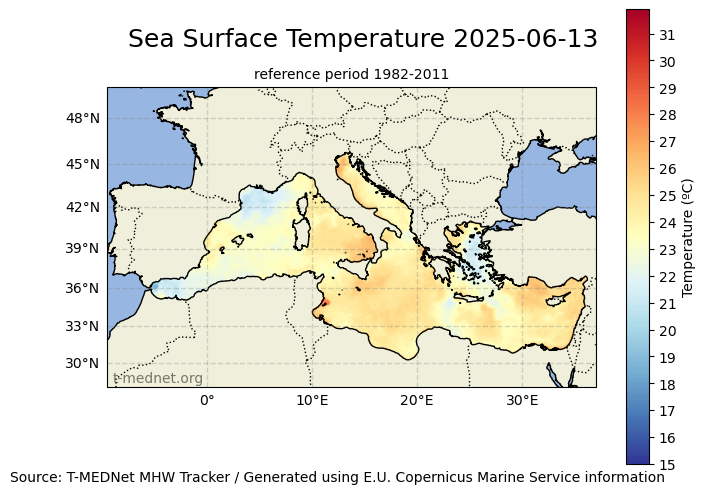 Sea Surface Temperature 2025-06-13
reference period 1982-2011
48°N
45°N
42°N
39°N
36°N
33°N
30°N
0°
10°E
20°E
30°E
t-mednet.org
31
30
29
28
27
26
25
24
23
22
21
20
19
18
17
16
15
Temperature (ºC)
Source: T-MEDNet MHW Tracker / Generated using E.U. Copernicus Marine Service information